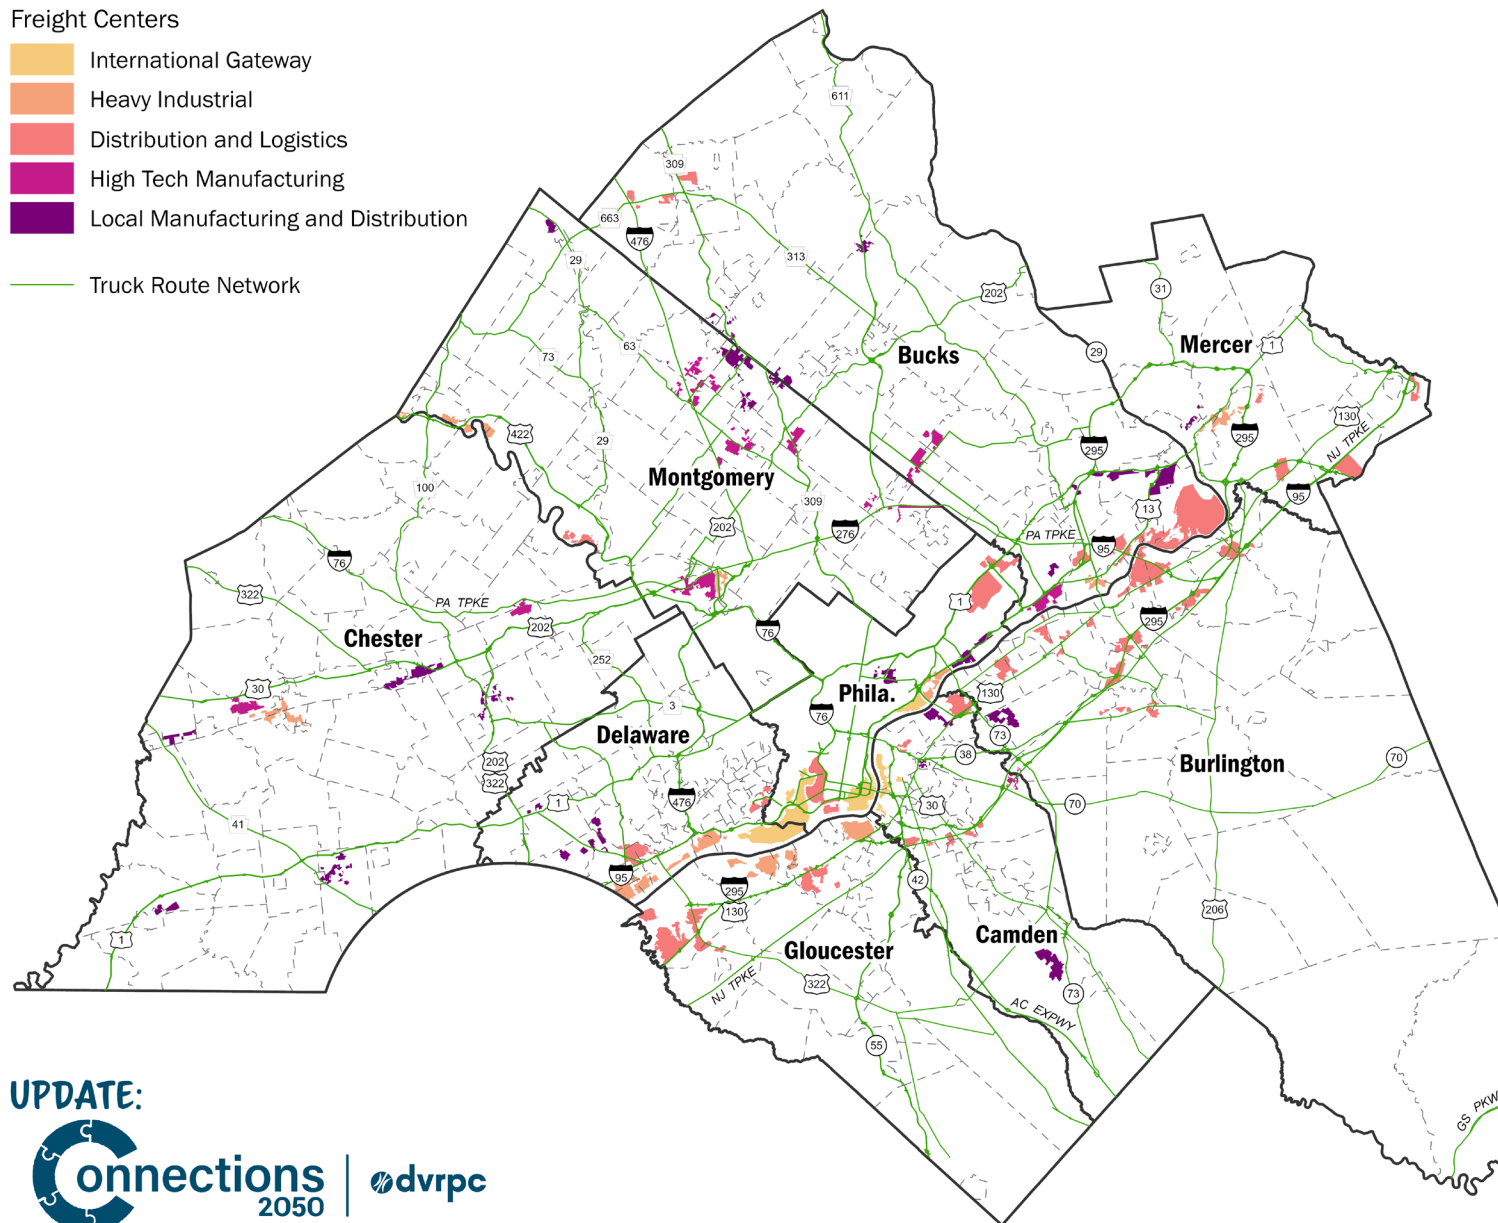 Freight Centers
International Gateway
Heavy Industrial
Distribution and Logistics
High Tech Manufacturing
Local Manufacturing and Distribution
Truck Route Network
611
309
663
476
29
313
202
31
Bucks
Mercer
1
29
63
73
130
NJ TPKE
422
29
295
295
Montgomery
100
309
95
13
202
276
PA TPKE
95
76
322
PA TPKE
1
295
202
76
Chester
252
30
Phila.
130
3
76
73
Delaware
38
202
322
Burlington
70
1
476
30
70
41
95
295
42
130
206
1
Gloucester
Camden
NJ TPKE
322
73
AC EXPWY
55
GS PKW
UPDATE:
Connections
2050
dvrpc